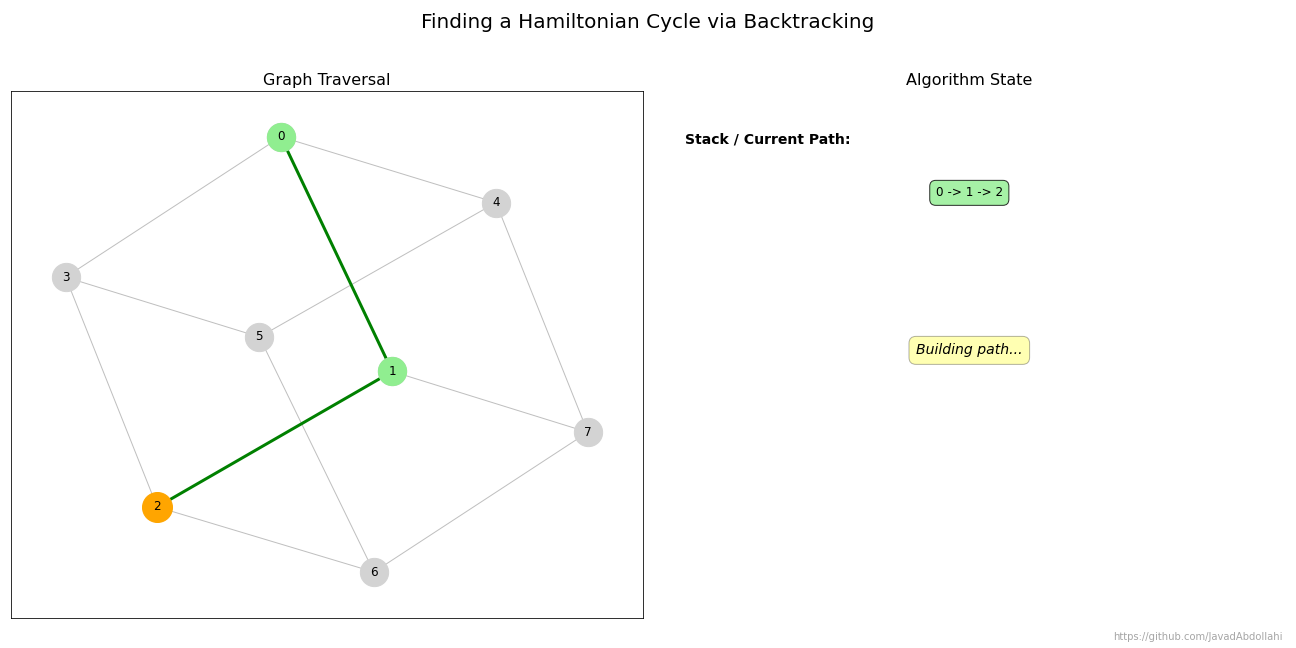 Finding a Hamiltonian Cycle via Backtracking
Graph Traversal
0
4
3
5
1
7
2
6
Algorithm State
Stack / Current Path:
0 -> 1 -> 2
Building path...
https://github.com/JavadAbdollahi